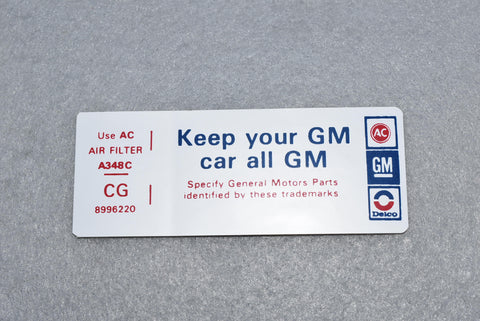 Use AC
AIR FILTER
A348C
CG
8996220
Keep your GM
car all GM
Specify General Motors Parts
identified by these trademarks
AC
GM
Delco